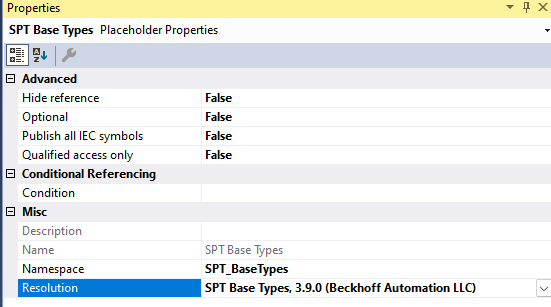 Properties
SPT Base Types Placeholder Properties
Advanced
Hide reference False
Optional False
Publish all IEC symbols False
Qualified access only False
Conditional Referencing
Condition
Misc
Description
Name SPT Base Types
Namespace SPT_BaseTypes
Resolution SPT Base Types, 3.9.0 (Beckhoff Automation LLC)